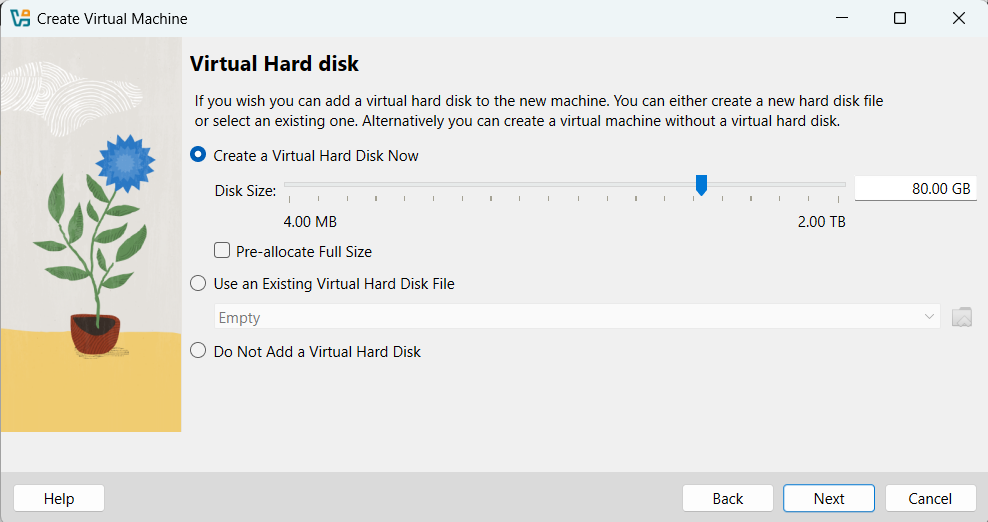 Create Virtual Machine
Virtual Hard disk
If you wish you can add a virtual hard disk to the new machine. You can either create a new hard disk file
or select an existing one. Alternatively you can create a virtual machine without a virtual hard disk.
Create a Virtual Hard Disk Now
Disk Size:
80.00 GB
4.00 MB
2.00 TB
Pre-allocate Full Size
Use an Existing Virtual Hard Disk File
Empty
Do Not Add a Virtual Hard Disk
Help
Back
Next
Cancel